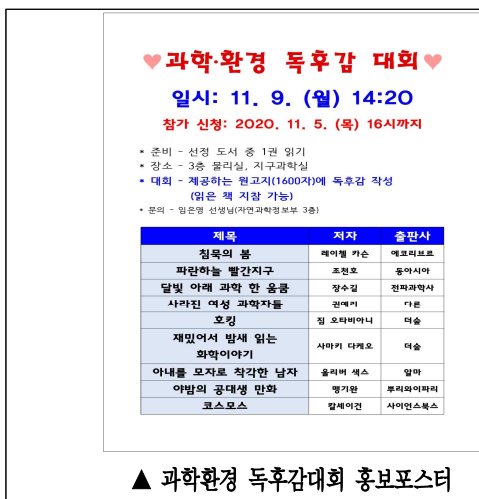 ♥과학·환경 독후감 대회♥
일시: 11. 9. (월) 14:20
참가 신청: 2020. 11. 5. (목) 16시까지
* 준비 - 선정 도서 중 1권 읽기
* 장소 - 3층 물리실, 지구과학실
* 대회 - 제공하는 원고지(1600자)에 독후감 작성
(읽은 책 지참 가능)
* 문의 - 임은영 선생님(자연과학정보부 3층)
제목 저자 출판사
침묵의 봄 레이첼 카슨 에코리브르
파란하늘 빨간지구 조천호 동아시아
달빛 아래 과학 한 움큼 장수길 전파과학사
사라진 여성 과학자들 권예리 다른
호킹 짐 오타비아니 더숲
재밌어서 밤새 읽는
화학이야기 사마키 다케오 더숲
아내를 모자로 착각한 남자 올리버 색스 알마
야밤의 공대생 만화 맹기완 뿌리와이파리
코스모스 칼세이건 사이언스북스
▲ 과학환경 독후감대회 홍보포스터